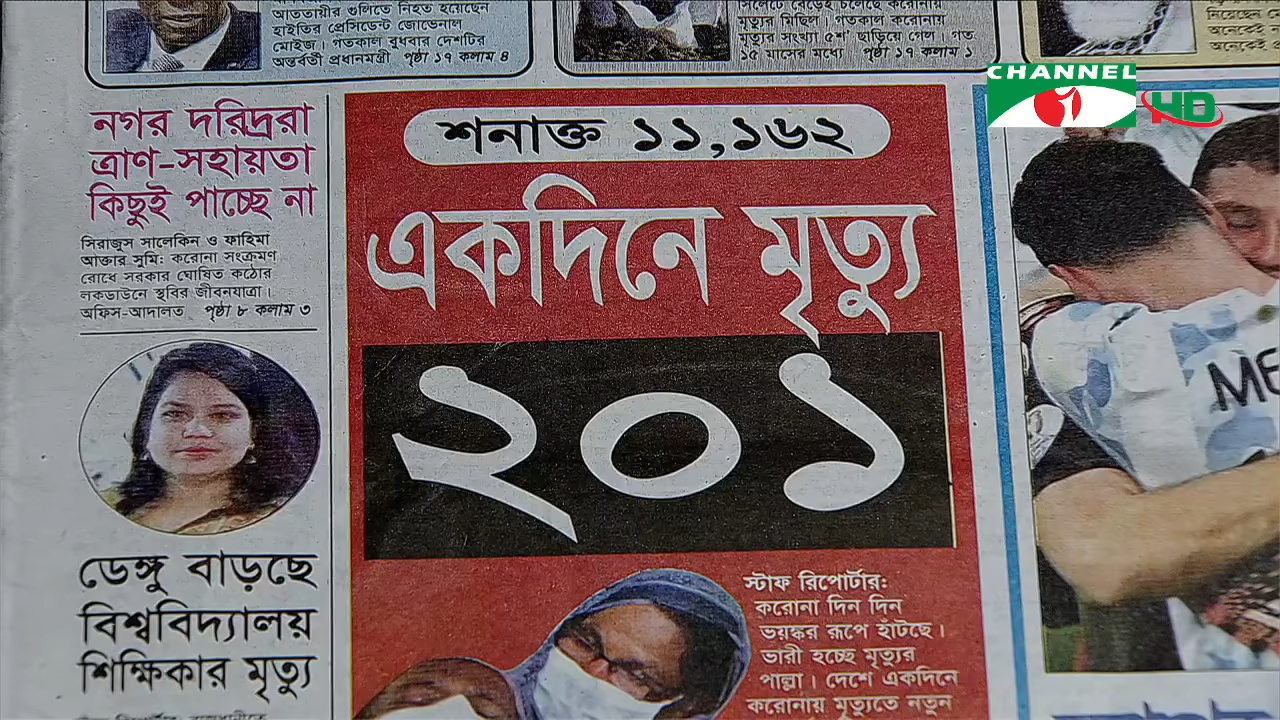 আততায়ীর গুলিতে নিহত হয়েছেন
হাইতির প্রেসিডেন্ট জোভেনাল
মোইজ। গতকাল বুধবার দেশটির
অন্তর্বর্তী প্রধানমন্ত্রী পৃষ্ঠা ১৭ কলাম ৪
সিলেটে বেড়েই চলেছে করোনায়
মৃত্যুর মিছিল। গতকাল করোনায়
মৃত্যুর সংখ্যা ৫শ' ছাড়িয়ে গেল। গত
১৫ মাসের মধ্যে পৃষ্ঠা ১৭ কলাম ১
নিয়েছেন
অনেকেই
অনেকে
CHANNEL
i HD
নগর দরিদ্ররা
ত্রাণ-সহায়তা
কিছুই পাচ্ছে না
সিরাজুস সালেকিন ও ফাহিমা
আক্তার সুমি: করোনা সংক্রমণ
রোধে সরকার ঘোষিত কঠোর
লকডাউনে স্থবির জীবনযাত্রা।
অফিস-আদালত পৃষ্ঠা ৮ কলাম ৩
ডেঙ্গু বাড়ছে
বিশ্ববিদ্যালয়
শিক্ষিকার মৃত্যু
শনাক্ত ১১,১৬২
একদিনে মৃত্যু
২০১
স্টাফ রিপোর্টার:
করোনা দিন দিন
ভয়ঙ্কর রূপে হাঁটছে।
ভারী হচ্ছে মৃত্যুর
পাল্লা। দেশে একদিনে
করোনায় মৃত্যুতে নতুন
ME